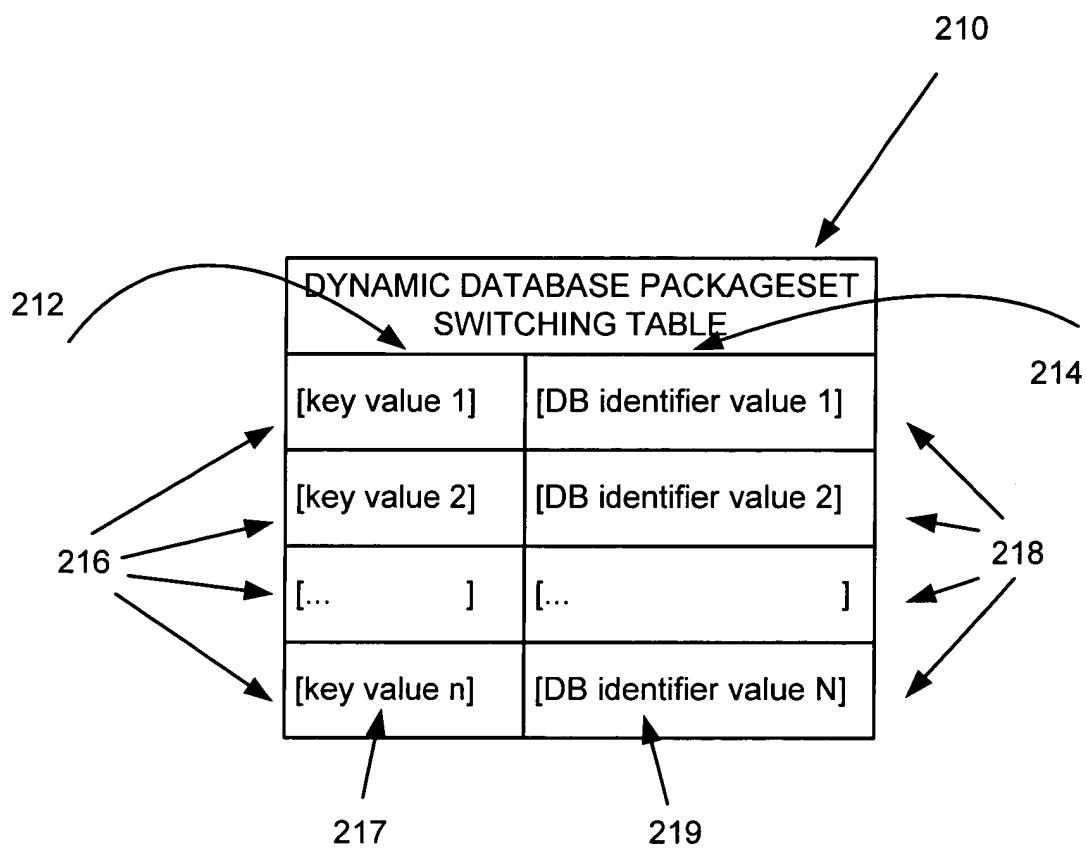 210
DYNAMIC DATABASE PACKAGESET
SWITCHING TABLE
212
214
[key value 1] [DB identifier value 1]
[key value 2] [DB identifier value 2]
216
218
[... ] [... ]
[key value n] [DB identifier value N]
217
219